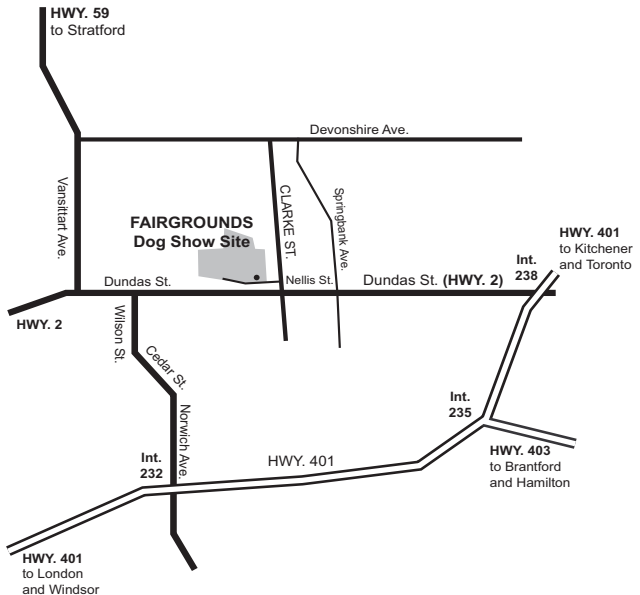 HWY. 59
to Stratford
Devonshire Ave.
Vansittart Ave.
CLARKE ST.
Springbank Ave.
FAIRGROUNDS
Dog Show Site
HWY. 401
to Kitchener
and Toronto
Int.
238
Dundas St.
Nellis St.
Dundas St. (HWY. 2)
HWY. 2
Wilson St.
Cedar St.
Norwich Ave.
Int.
235
Int.
232
HWY. 401
HWY. 403
to Brantford
and Hamilton
HWY. 401
to London
and Windsor